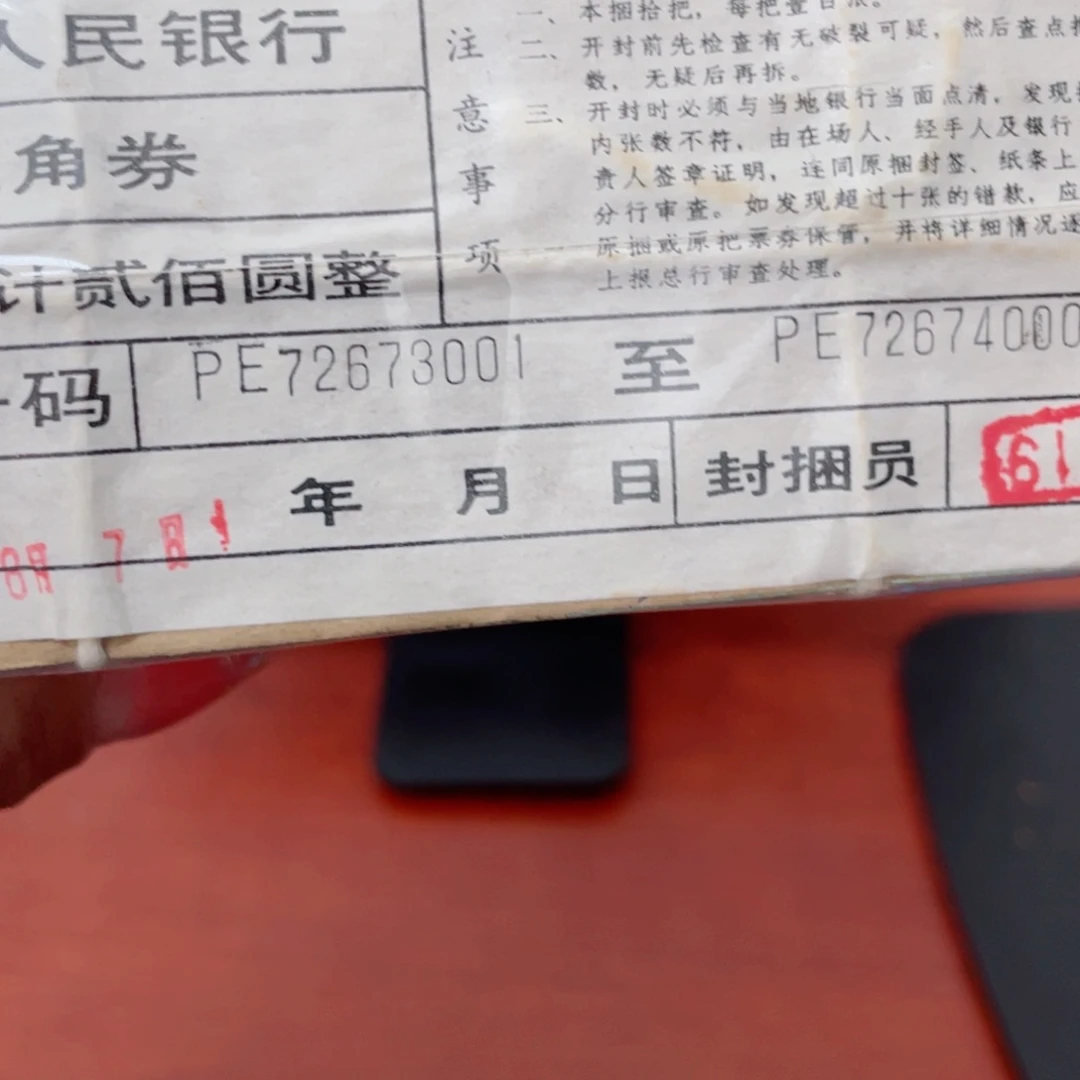 人民银行
角券
计贰佰圆整
注意事项
一、本捆拾把，每把壹百张。
二、开封前先检查有无破裂可疑，然后查点把
数，无疑后再拆。
三、开封时必须与当地银行当面点清，发现
内张数不符，由在场人、经手人及银行
责人签章证明，连同原捆封签、纸条上
分行审查。如发现超过十张的错款，应
原捆或原把票券保管，并将详细情况逐
上报总行审查处理。
码 PE72673001 至 PE72674000
年 月 日 封捆员 61
8月 7日